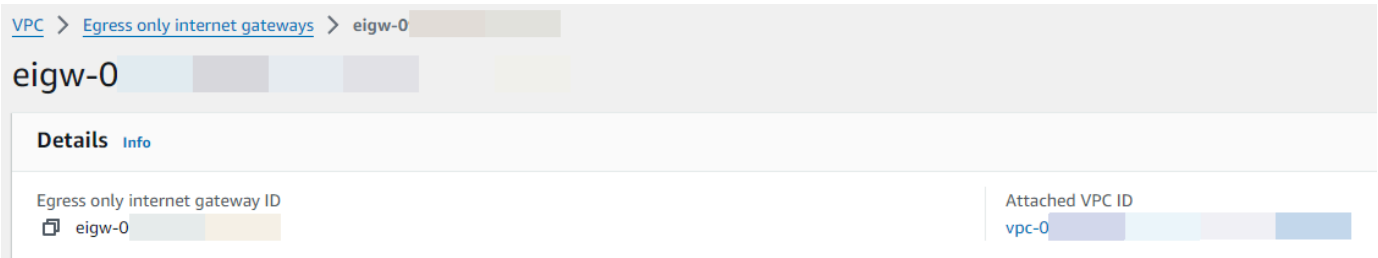 VPC > Egress only internet gateways > eigw-0
eigw-0
Details Info
Egress only internet gateway ID
eigw-0
Attached VPC ID
vpc-0